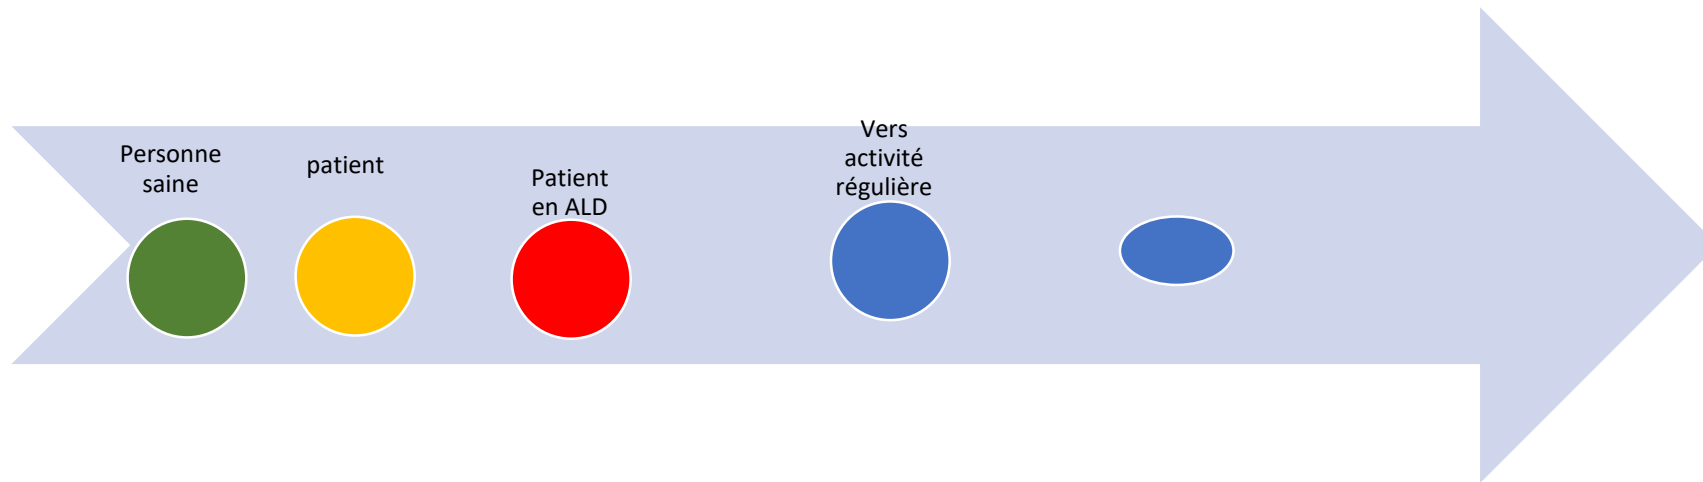 Personne
saine
patient
Patient
en ALD
Vers
activité
régulière